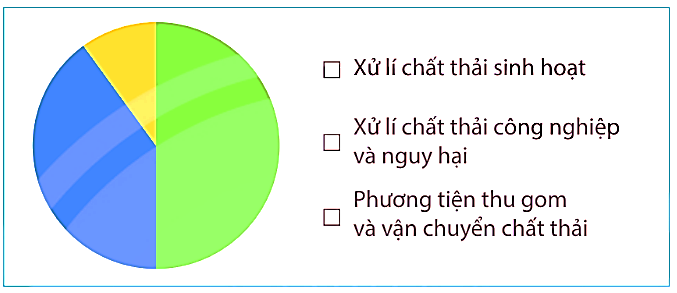 Xử lí chất thải sinh hoạt
Xử lí chất thải công nghiệp
và nguy hại
Phương tiện thu gom
và vận chuyển chất thải